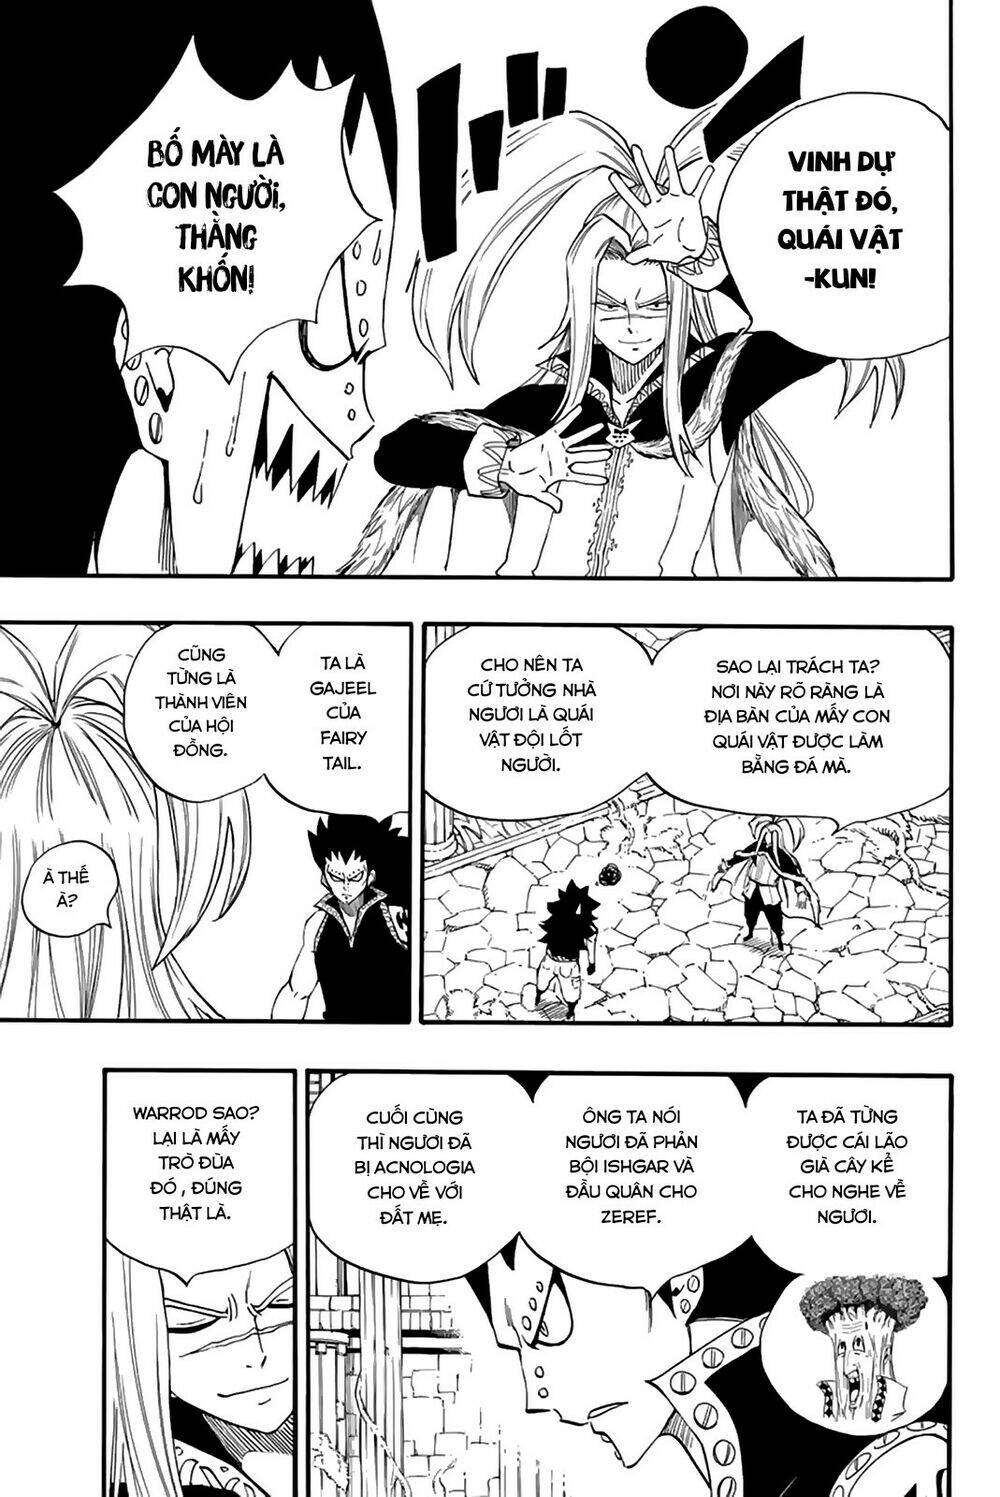 VINH DỰ
THẬT ĐÓ,
QUÁI VẬT
-KUN!
BỐ MÀY LÀ
CON NGƯỜI,
THẰNG
KHỐN!
SAO LẠI TRÁCH TA?
NƠI NÀY RÕ RÀNG LÀ
ĐỊA BÀN CỦA MẤY CON
QUÁI VẬT ĐƯỢC LÀM
BẰNG ĐÁ MÀ.
CHO NÊN TA
CỨ TƯỞNG NHÀ
NGƯƠI LÀ QUÁI
VẬT ĐỘI LỐT
NGƯỜI.
TA LÀ
GAJEEL
CỦA
FAIRY
TAIL.
CŨNG
TỪNG LÀ
THÀNH VIÊN
CỦA HỘI
ĐỒNG.
À THẾ
À?
TA ĐÃ TỪNG
ĐƯỢC CÁI LÃO
GIÀ CÂY KỂ
CHO NGHE VỀ
NGƯƠI.
ÔNG TA NÓI
NGƯƠI ĐÃ PHẢN
BỘI ISHGAR VÀ
ĐẦU QUÂN CHO
ZEREF.
CUỐI CÙNG
THÌ NGƯƠI ĐÃ
BỊ ACNOLOGIA
CHO VỀ VỚI
ĐẤT MẸ.
WARROD SAO?
LẠI LÀ MẤY
TRÒ ĐÙA
ĐÓ , ĐÚNG
THẬT LÀ.